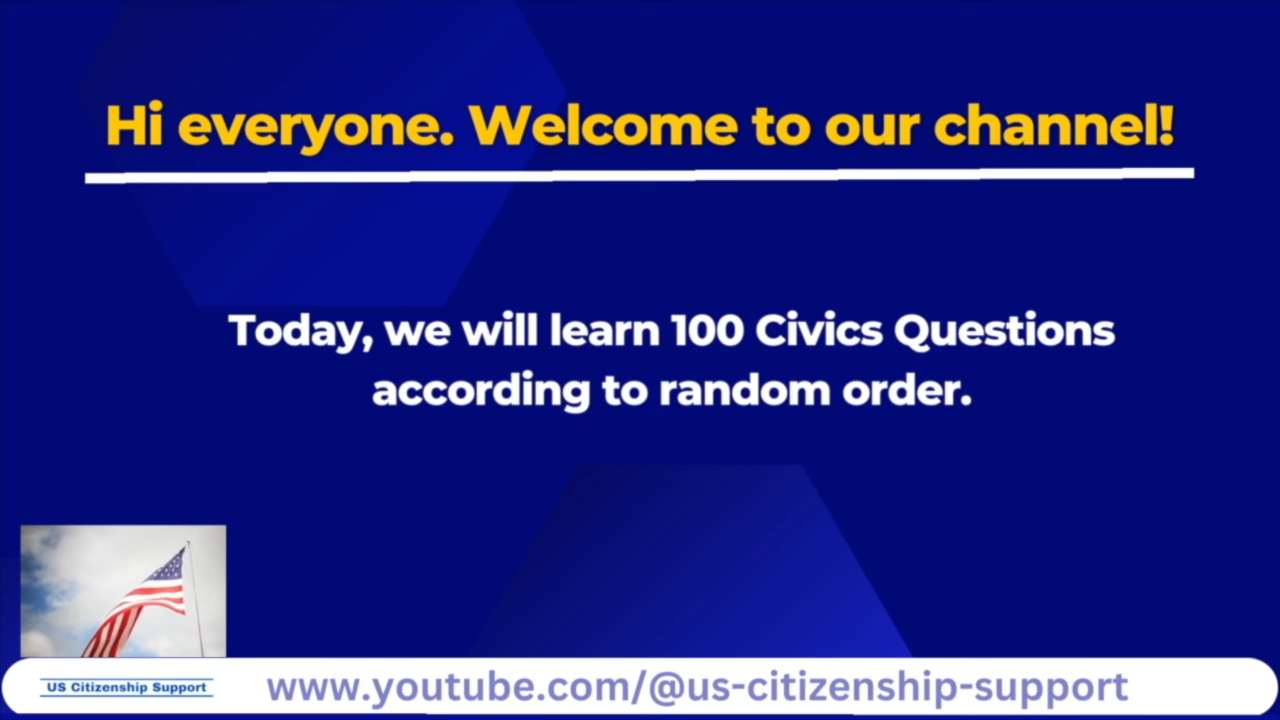 Hi everyone. Welcome to our channel!
Today, we will learn 100 Civics Questions
according to random order.
US Citizenship Support
www.youtube.com/@us-citizenship-support